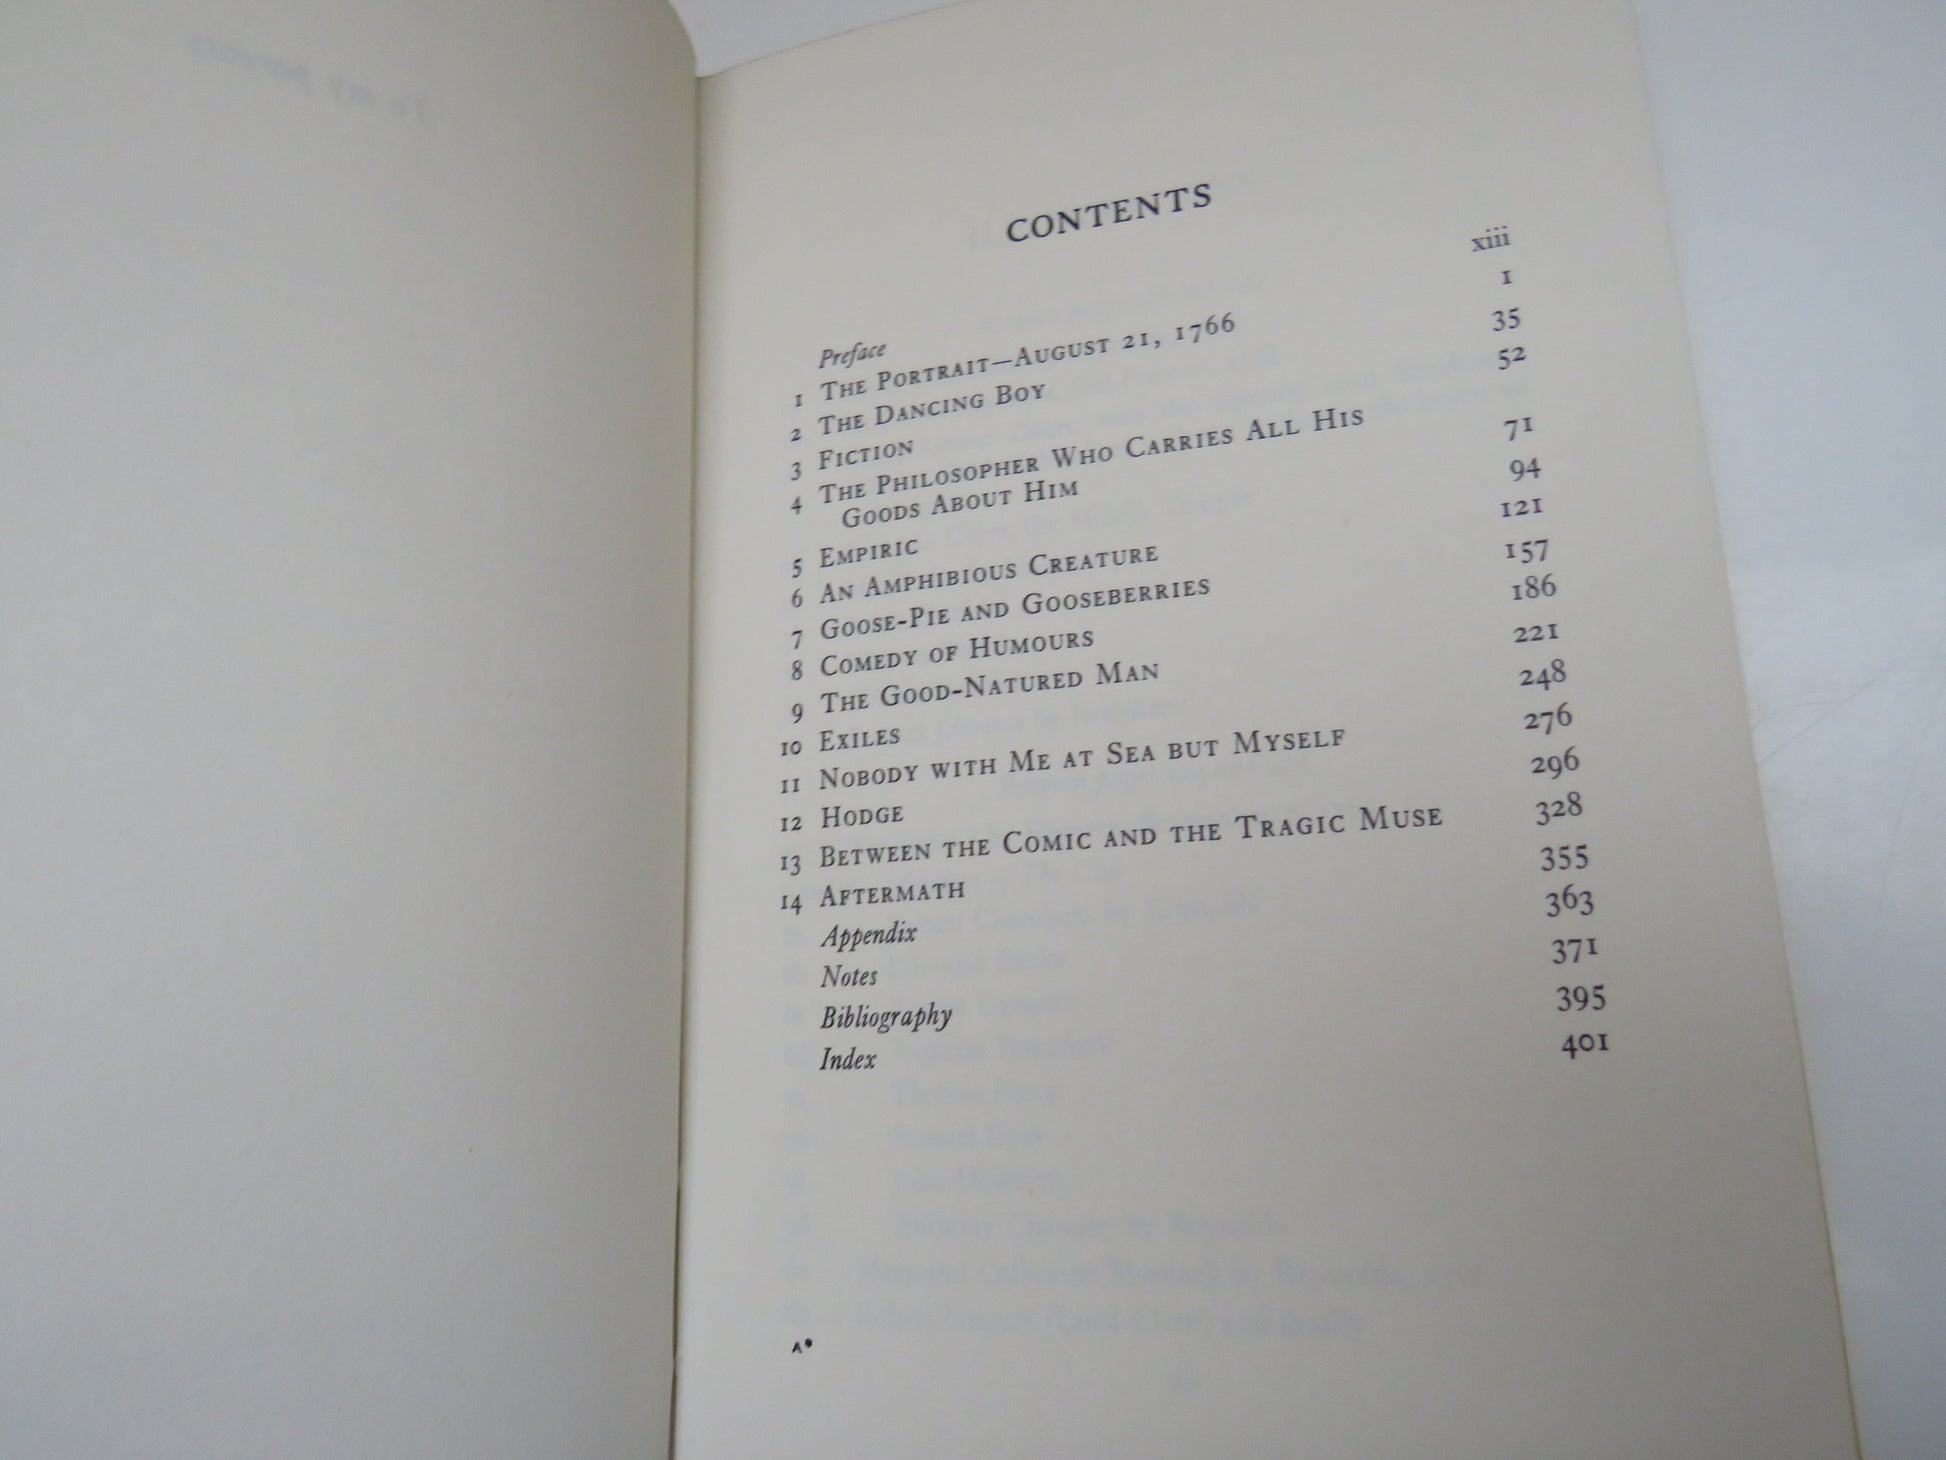 To my parents
CONTENTS
Preface xiii
1 THE PORTRAIT—AUGUST 21, 1766 1
2 THE DANCING BOY 35
3 FICTION 52
4 THE PHILOSOPHER WHO CARRIES ALL HIS
GOODS ABOUT HIM 71
5 EMPIRIC 94
6 AN AMPHIBIOUS CREATURE 121
7 GOOSE-PIE AND GOOSEBERRIES 157
8 COMEDY OF HUMOURS 186
9 THE GOOD-NATURED MAN 221
10 EXILES 248
11 NOBODY WITH ME AT SEA BUT MYSELF 276
12 HODGE 296
13 BETWEEN THE COMIC AND THE TRAGIC MUSE 328
14 AFTERMATH 355
Appendix 363
Notes 371
Bibliography 395
Index 401
A*